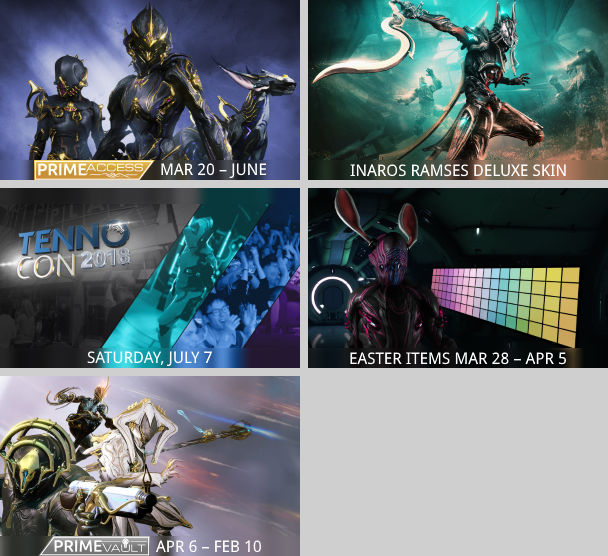 PRIME ACCESS MAR 20 – JUNE
INAROS RAMSES DELUXE SKIN
TENNO
CON 2018
SATURDAY, JULY 7
EASTER ITEMS MAR 28 – APR 5
PRIME VAULT APR 6 – FEB 10